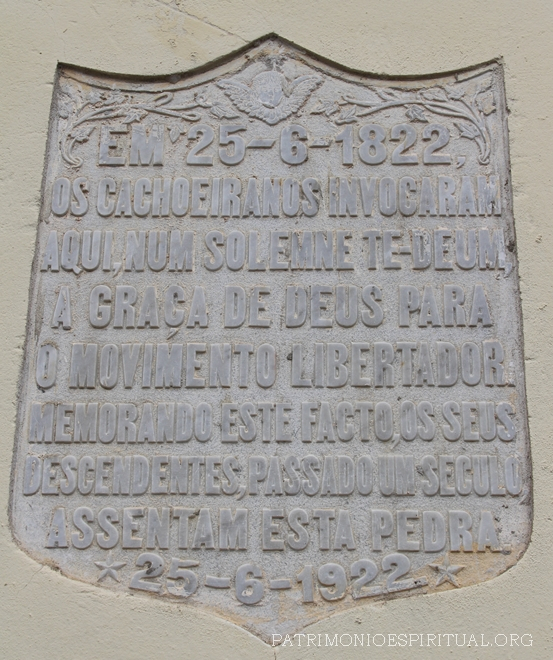 EM 25-6-1822,
OS CACHOEIRANOS INVOCARAM
AQUI, NUM SOLENNE TE-DEUM,
A GRAÇA DE DEUS PARA
O MOVIMENTO LIBERTADOR.
MEMORANDO ESTE FACTO, OS SEUS
DESCENDENTES, PASSADO UM SECULO,
ASSENTAM ESTA PEDRA.
★25-6-1922★
PATRIMONIOESPIRITUAL.ORG